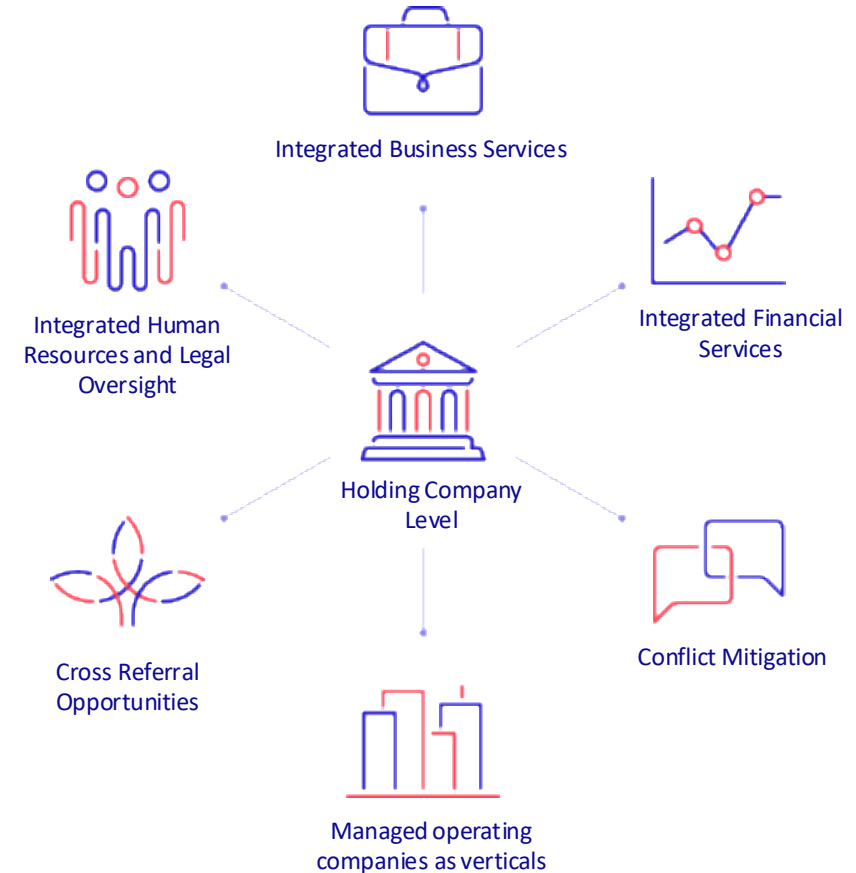 Integrated Business Services
Integrated Human
Resources and Legal
Oversight
Integrated Financial
Services
Holding Company
Level
Cross Referral
Opportunities
Conflict Mitigation
Managed operating
companies as verticals